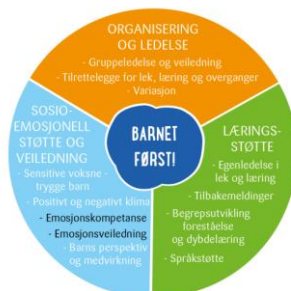 ORGANISERING
OG LEDELSE
- Gruppeledelse og veiledning
- Tilrettelegge for lek, læring og overganger
- Variasjon
SOSIO-
EMOSJONELL
STØTTE OG
VEILEDNING
- Sensitive voksne -
trygge barn
- Positivt og negativt klima
- Emosjonskompetanse
- Emosjonsveiledning
- Barns perspektiv
og medvirkning
BARNET
FØRST!
LÆRINGS-
STØTTE
- Egenledelse i
lek og læring
- Tilbakemeldinger
- Begrepsutvikling
foreståelse
og dybdelæring
- Språkstøtte